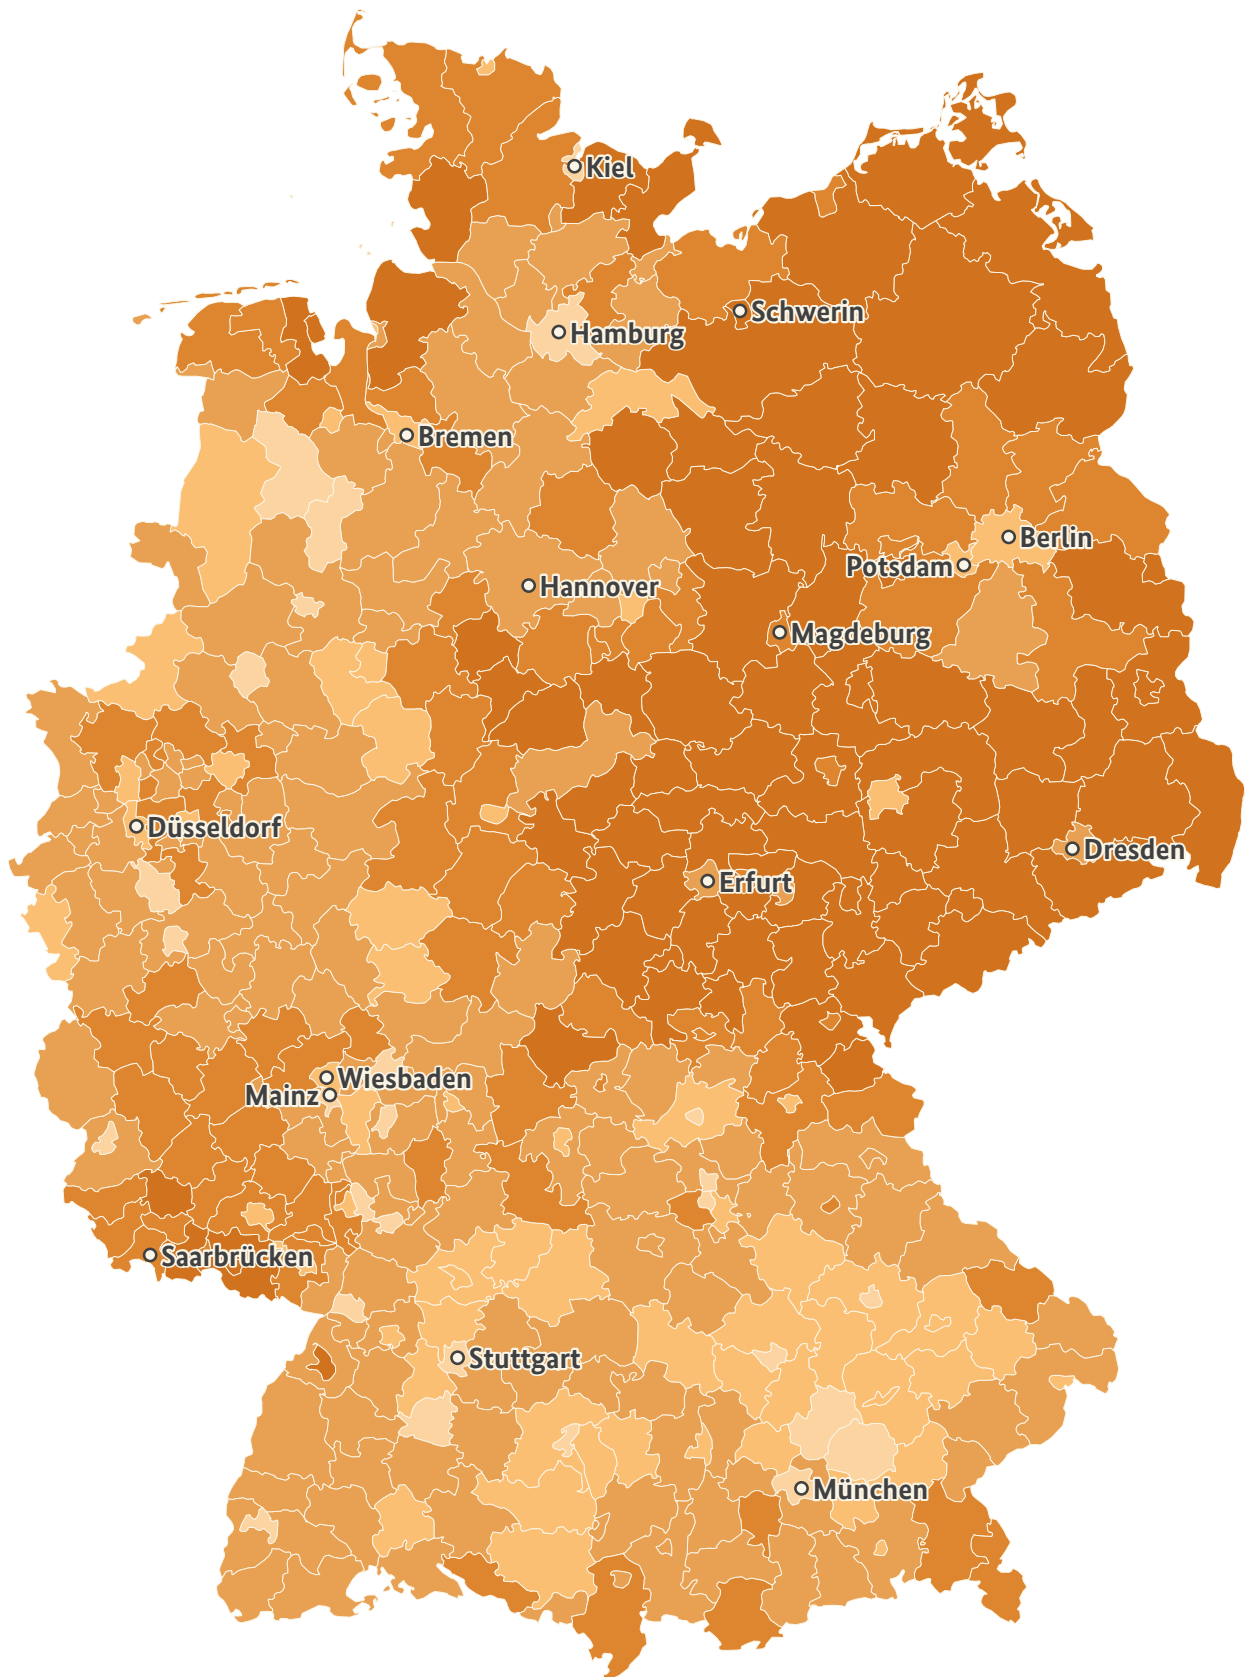 Kiel
Schwerin
Hamburg
Bremen
Berlin
Potsdam
Hannover
Magdeburg
Düsseldorf
Dresden
Erfurt
Wiesbaden
Mainz
Saarbrücken
Stuttgart
München